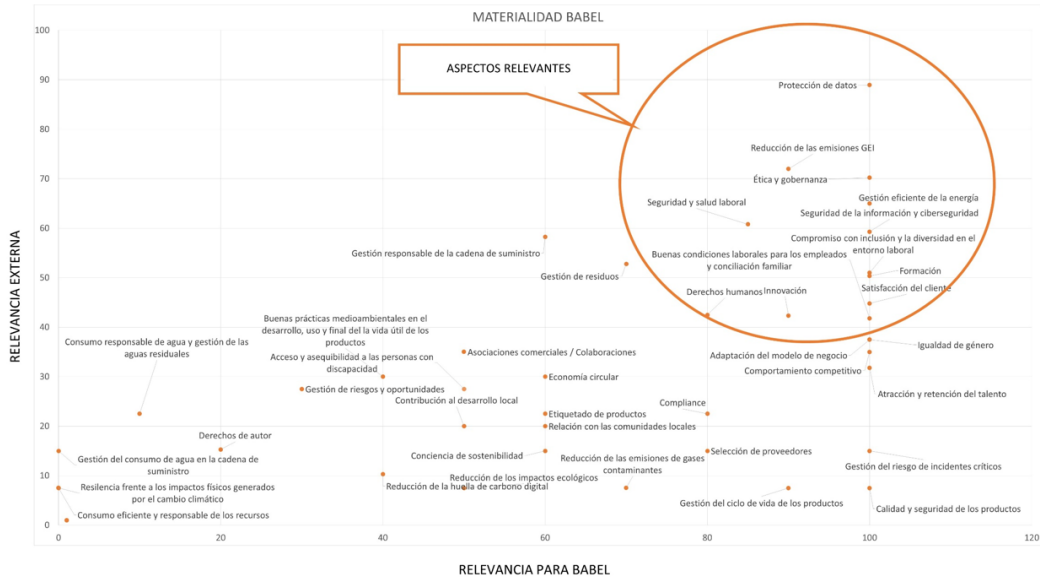 MATERIALIDAD BABEL
ASPECTOS RELEVANTES
RELEVANCIA EXTERNA
100
90
80
70
60
50
40
30
20
10
0
Protección de datos
Reducción de las emisiones GEI
Ética y gobernanza
Gestión eficiente de la energía
Seguridad y salud laboral
Seguridad de la información y ciberseguridad
Compromiso con inclusión y la diversidad en el
entorno laboral
Gestión responsable de la cadena de suministro
Buenas condiciones laborales para los empleados
y conciliación familiar
Gestión de residuos
Formación
Satisfacción del cliente
Derechos humanos
Innovación
Buenas prácticas medioambientales en el
desarrollo, uso y final del la vida útil de los
productos
Consumo responsable de agua y gestión de las
aguas residuales
Acceso y asequibilidad a las personas con
discapacidad
Asociaciones comerciales / Colaboraciones
Adaptación del modelo de negocio
Igualdad de género
Comportamiento competitivo
Economía circular
Gestión de riesgos y oportunidades
Atracción y retención del talento
Contribución al desarrollo local
Compliance
Etiquetado de productos
Relación con las comunidades locales
Derechos de autor
Conciencia de sostenibilidad
Reducción de las emisiones de gases
contaminantes
Selección de proveedores
Gestión del consumo de agua en la cadena de
suministro
Gestión del riesgo de incidentes críticos
Reducción de los impactos ecológicos
Reducción de la huella de carbono digital
Resilencia frente a los impactos físicos generados
por el cambio climático
Gestión del ciclo de vida de los productos
Calidad y seguridad de los productos
Consumo eficiente y responsable de los recursos
0
20
40
60
80
100
120
RELEVANCIA PARA BABEL